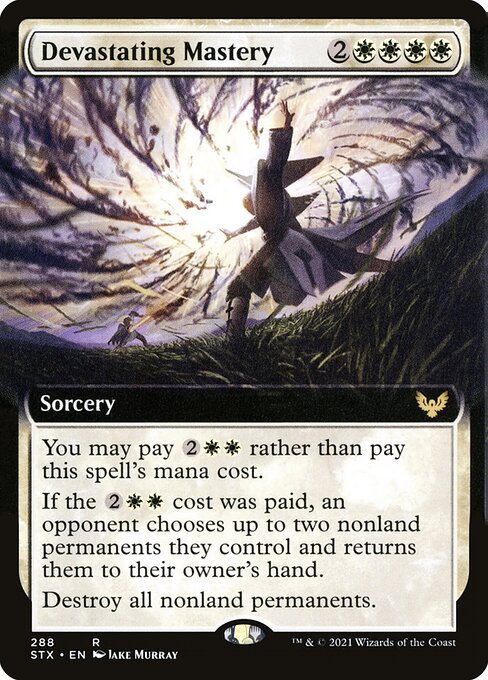 Devastating Mastery 2
Sorcery
You may pay 2 rather than pay
this spell's mana cost.
If the 2 cost was paid, an
opponent chooses up to two nonland
permanents they control and returns
them to their owner's hand.
Destroy all nonland permanents.
288 R
STX • EN Jake Murray
™ & © 2021 Wizards of the Coast